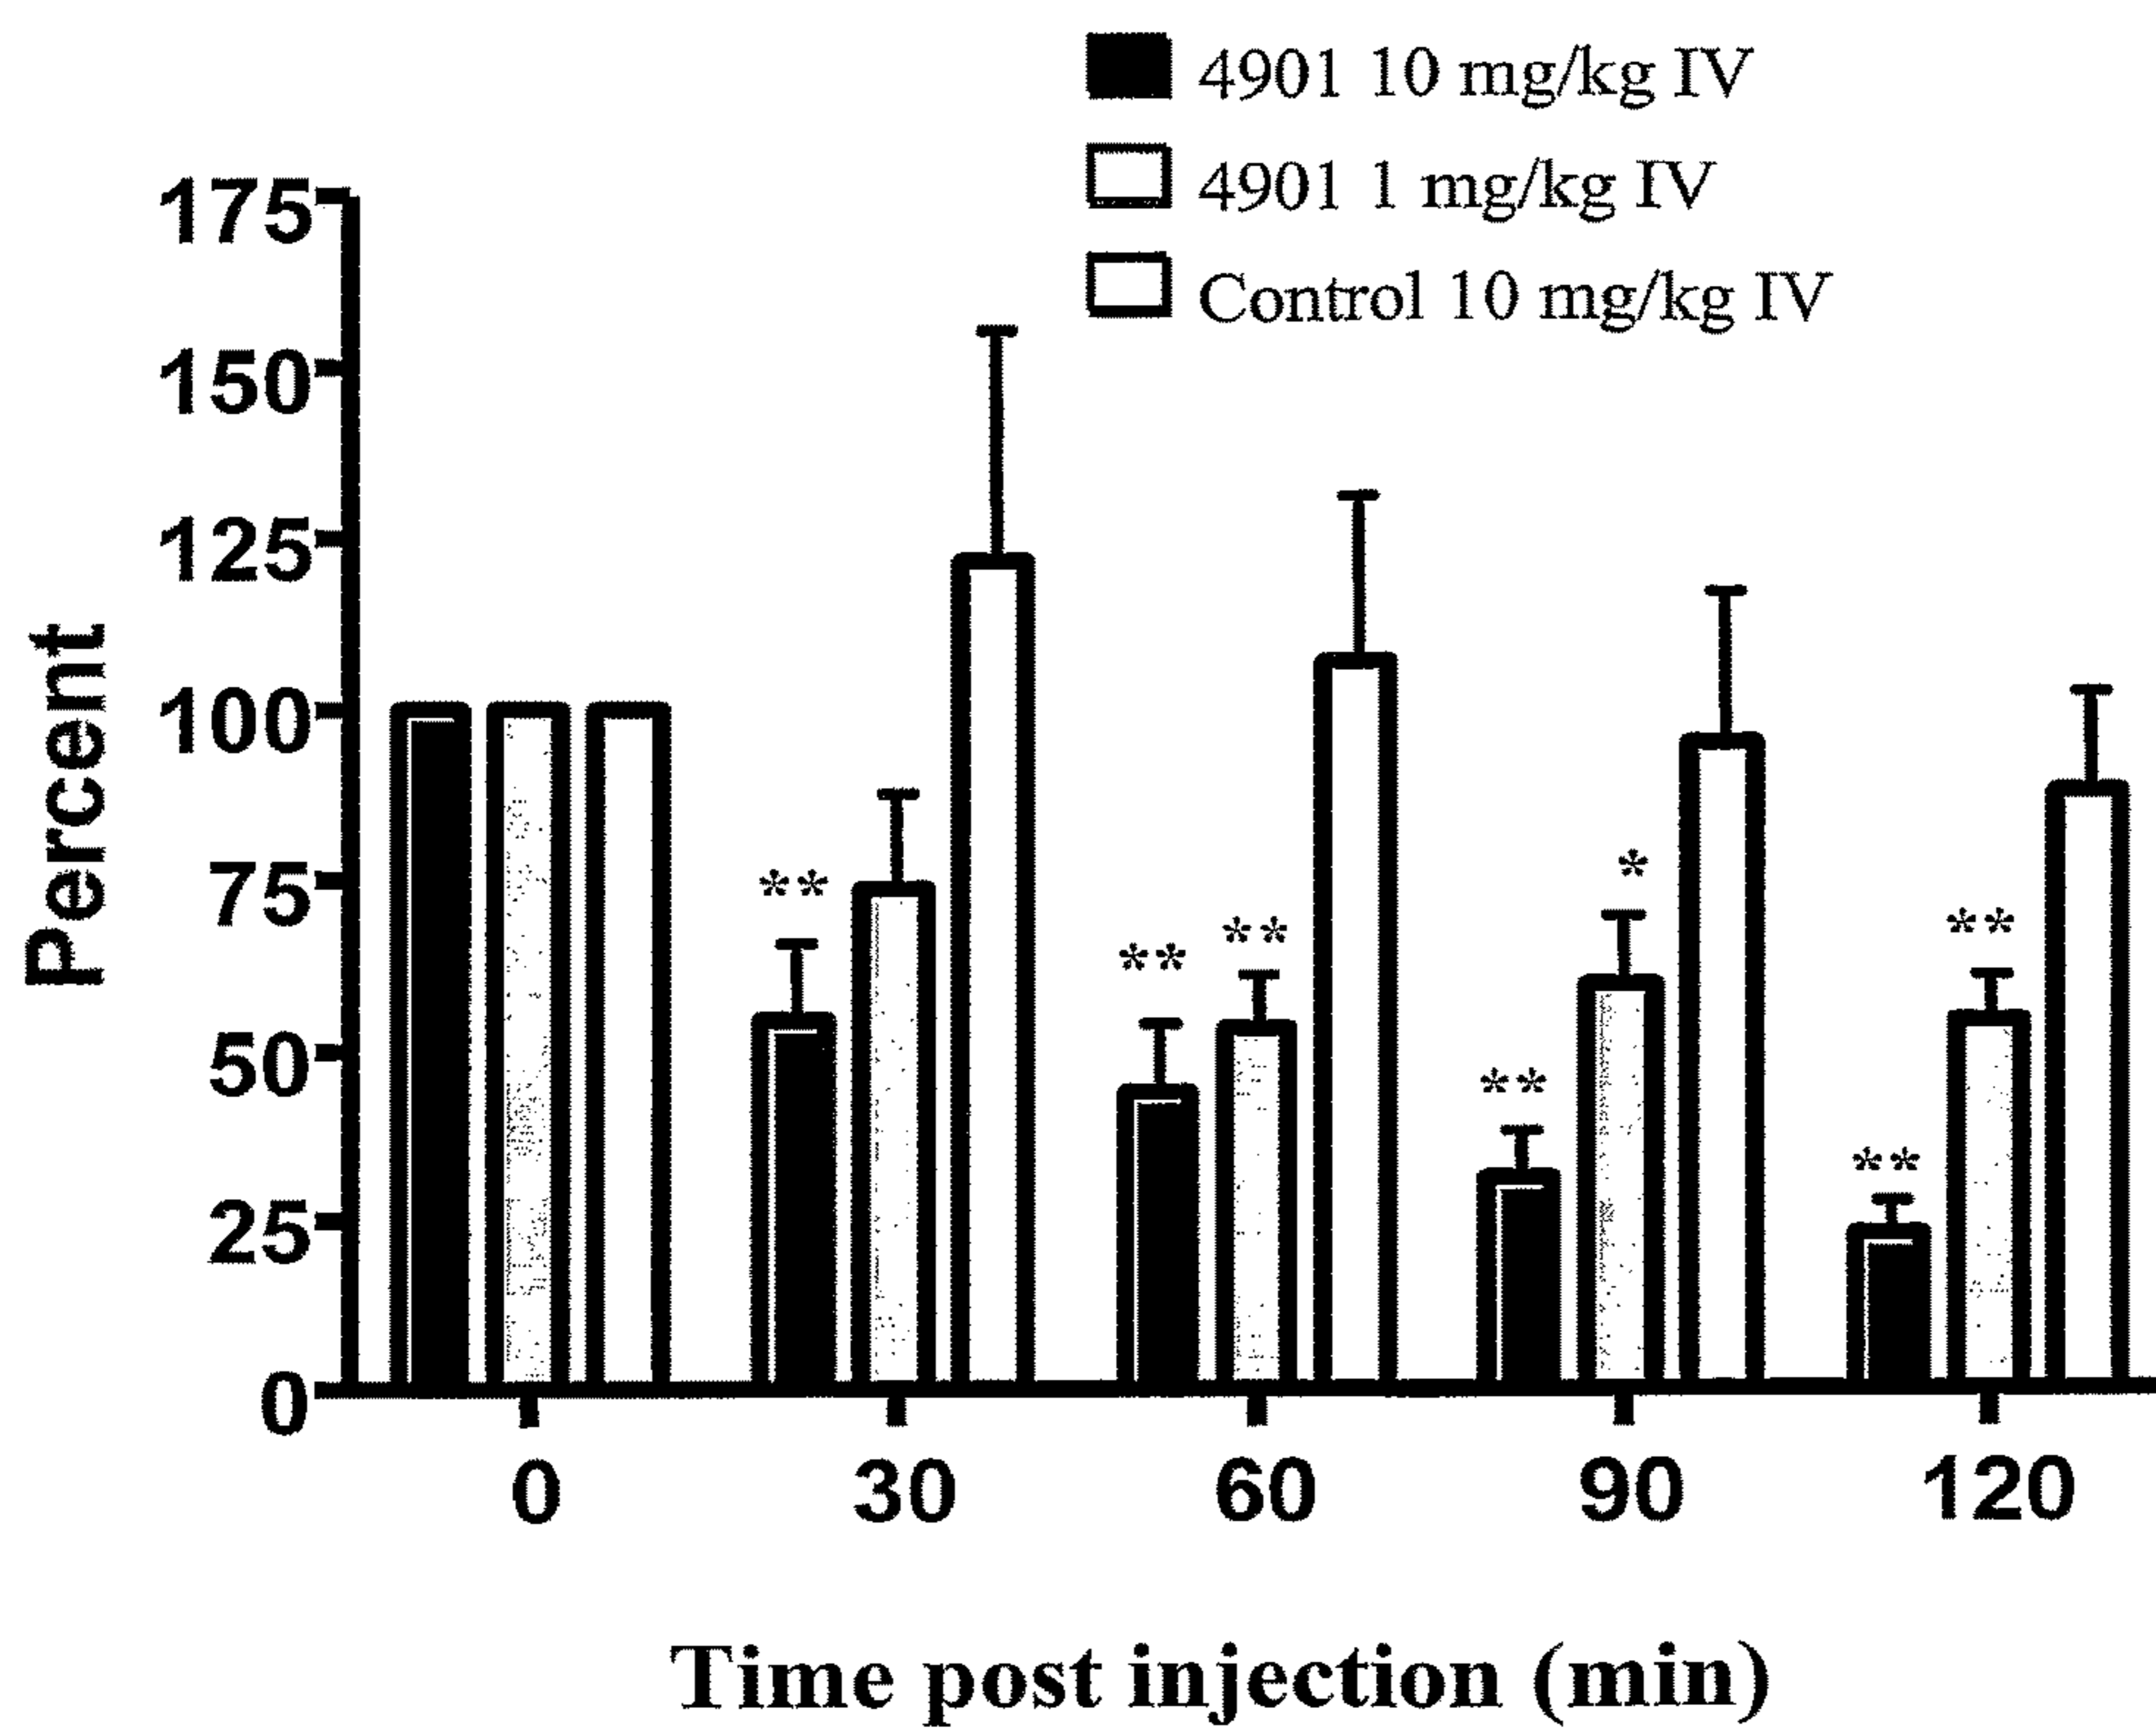 4901 10 mg/kg IV
4901 1 mg/kg IV
Control 10 mg/kg IV
175
150
125
100
75
50
25
0
Percent
**
**
**
**
*
**
**
0 30 60 90 120
Time post injection (min)